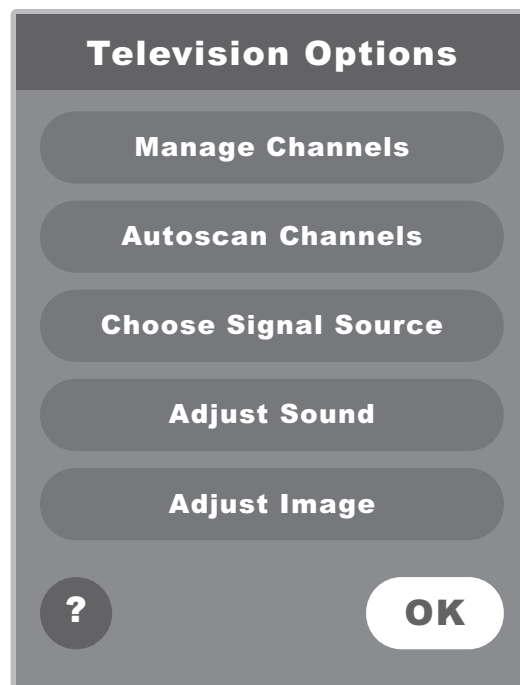 Television Options
Manage Channels
Autoscan Channels
Choose Signal Source
Adjust Sound
Adjust Image
?
OK